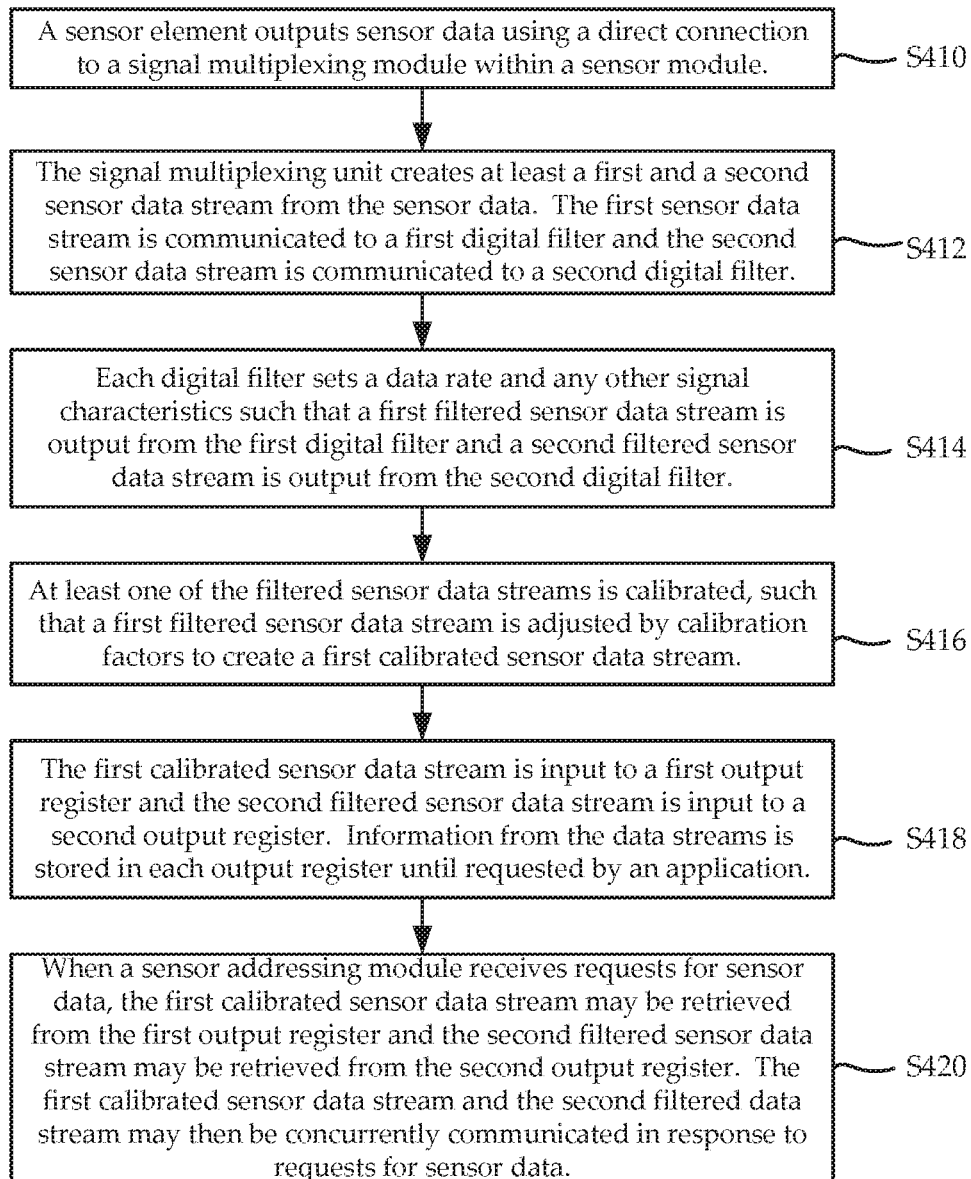 A sensor element outputs sensor data using a direct connection
to a signal multiplexing module within a sensor module.
S410
The signal multiplexing unit creates at least a first and a second
sensor data stream from the sensor data. The first sensor data
stream is communicated to a first digital filter and the second
sensor data stream is communicated to a second digital filter.
S412
Each digital filter sets a data rate and any other signal
characteristics such that a first filtered sensor data stream is
output from the first digital filter and a second filtered sensor
data stream is output from the second digital filter.
S414
At least one of the filtered sensor data streams is calibrated, such
that a first filtered sensor data stream is adjusted by calibration
factors to create a first calibrated sensor data stream.
S416
The first calibrated sensor data stream is input to a first output
register and the second filtered sensor data stream is input to a
second output register. Information from the data streams is
stored in each output register until requested by an application.
S418
When a sensor addressing module receives requests for sensor
data, the first calibrated sensor data stream may be retrieved
from the first output register and the second filtered sensor data
stream may be retrieved from the second output register. The
first calibrated sensor data stream and the second filtered data
stream may then be concurrently communicated in response to
requests for sensor data.
S420